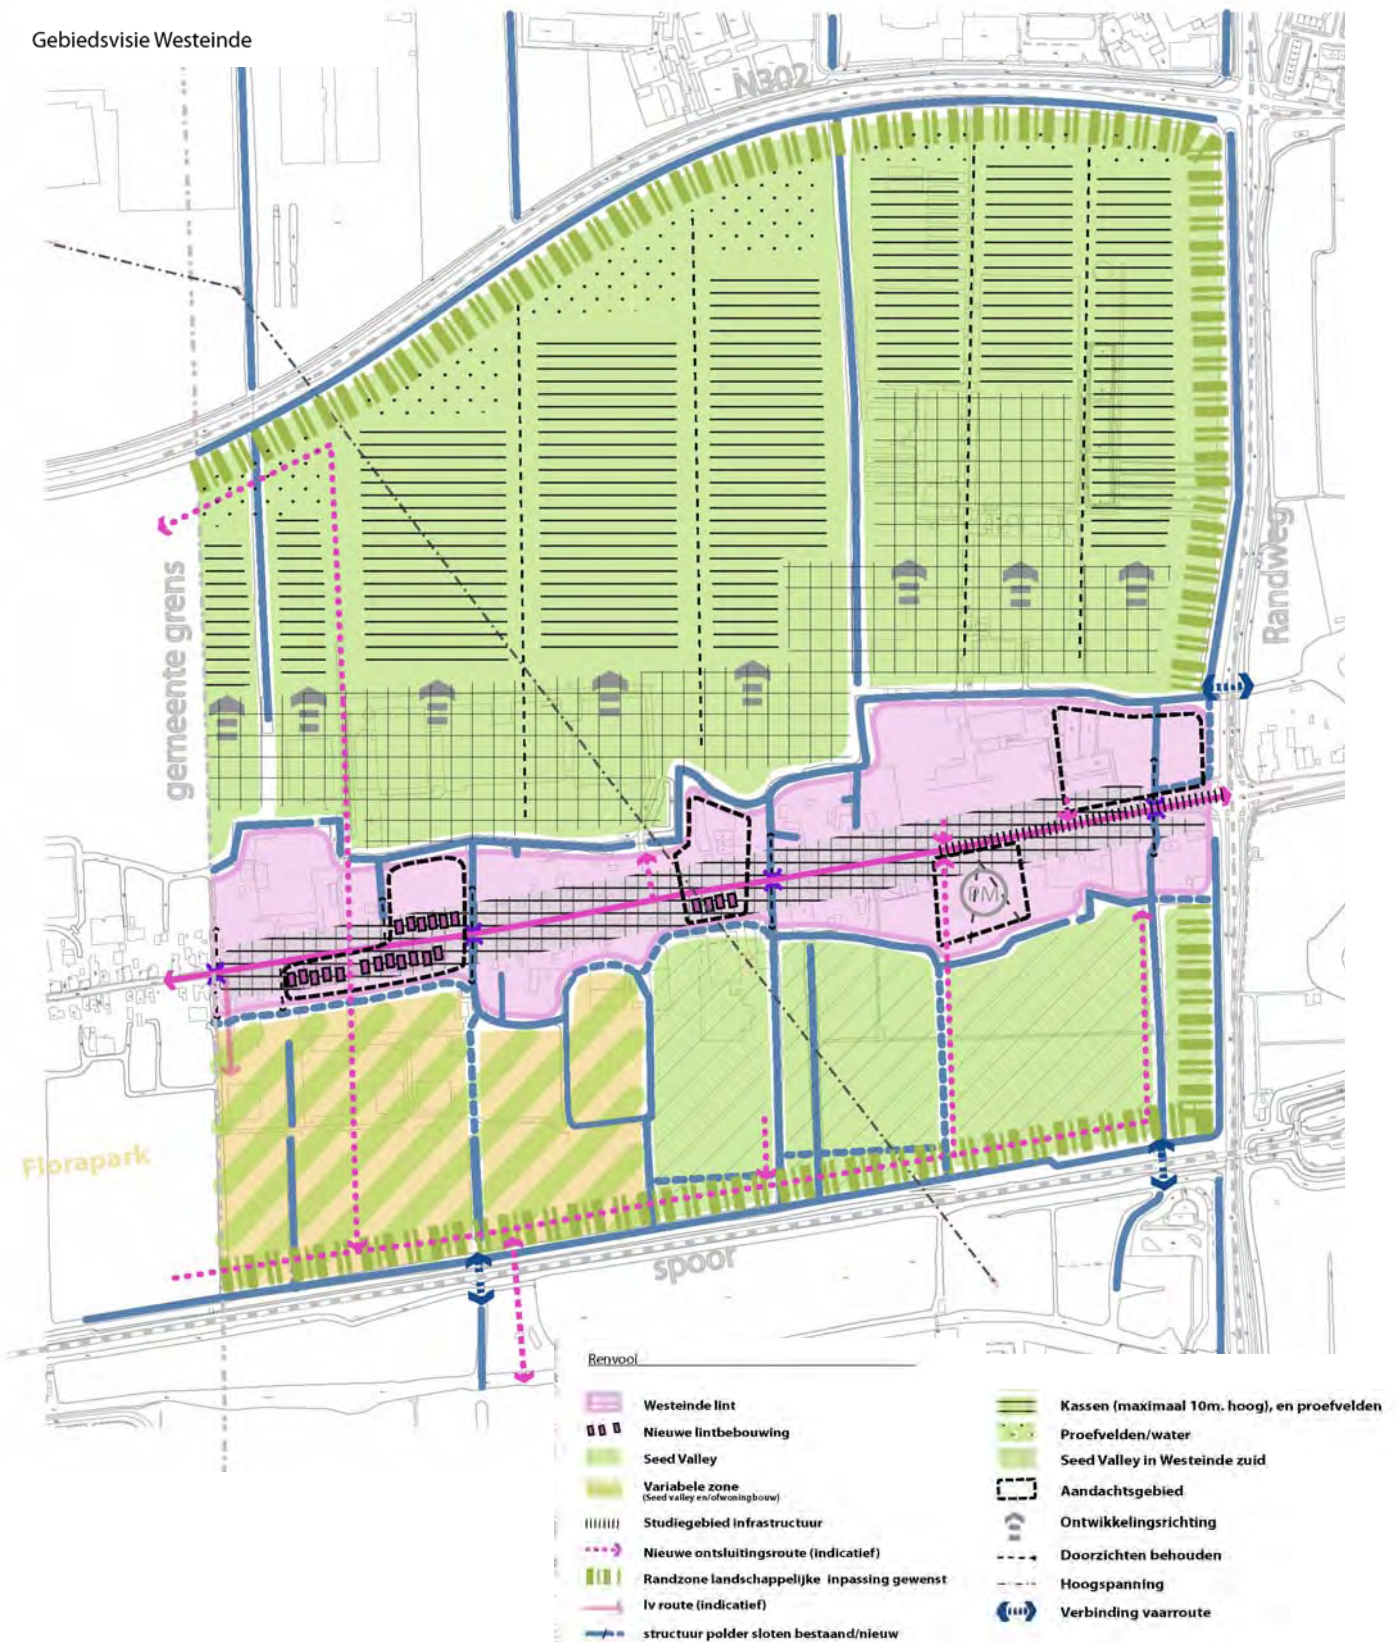 Gebiedsvisie Westeinde
N302
gemeente grens
Randweg
PM
Florapark
spoor
Renvooi
Westeinde lint
Nieuwe lintbebouwing
Seed Valley
Variabele zone
(Seed valley en/ofwoningbouw)
Studiegebied infrastructuur
Nieuwe ontsluitingsroute (indicatief)
Randzone landschappelijke inpassing gewenst
lv route (indicatief)
structuur polder sloten bestaand/nieuw
Kassen (maximaal 10m. hoog), en proefvelden
Proefvelden/water
Seed Valley in Westeinde zuid
Aandachtsgebied
Ontwikkelingsrichting
Doorzichten behouden
Hoogspanning
Verbinding vaarroute